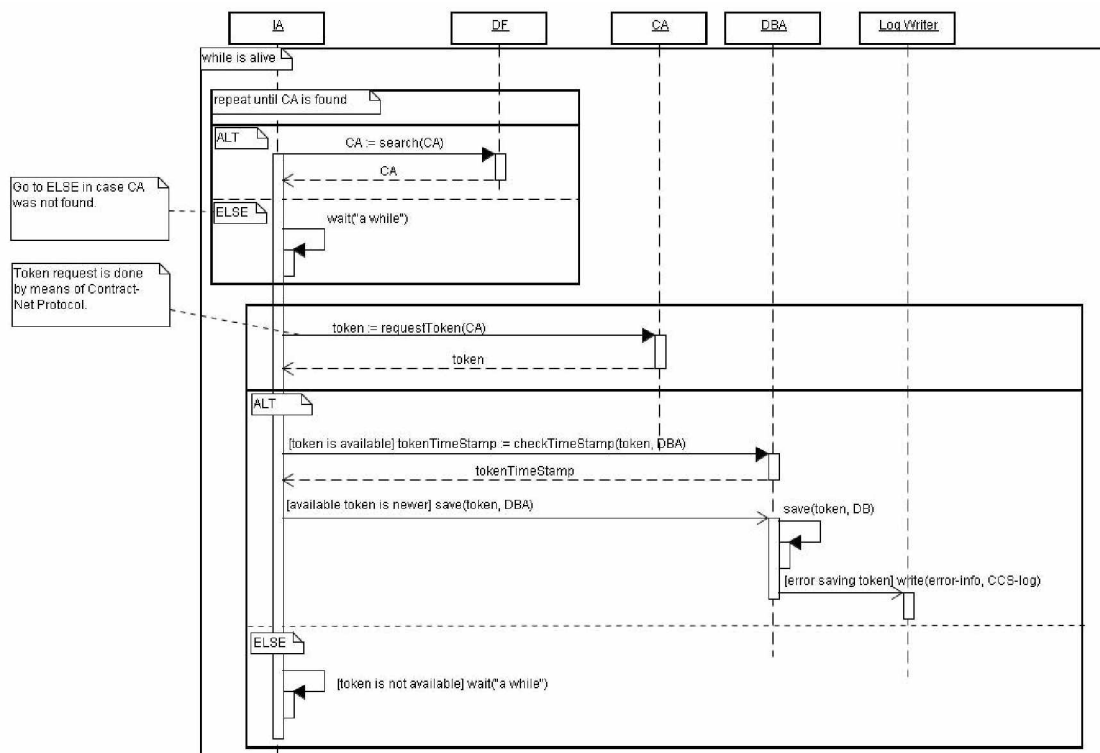 IA
DF
CA
DBA
Log Writer
while is alive
repeat until CA is found
ALT
CA := search(CA)
CA
Go to ELSE in case CA
was not found.
ELSE
wait("a while")
Token request is done
by means of Contract-
Net Protocol.
token := requestToken(CA)
token
ALT
[token is available] tokenTimeStamp := checkTimeStamp(token, DBA)
tokenTimeStamp
[available token is newer] save(token, DBA)
save(token, DB)
[error saving token] write(error-info, CCS-log)
ELSE
[token is not available] wait("a while")